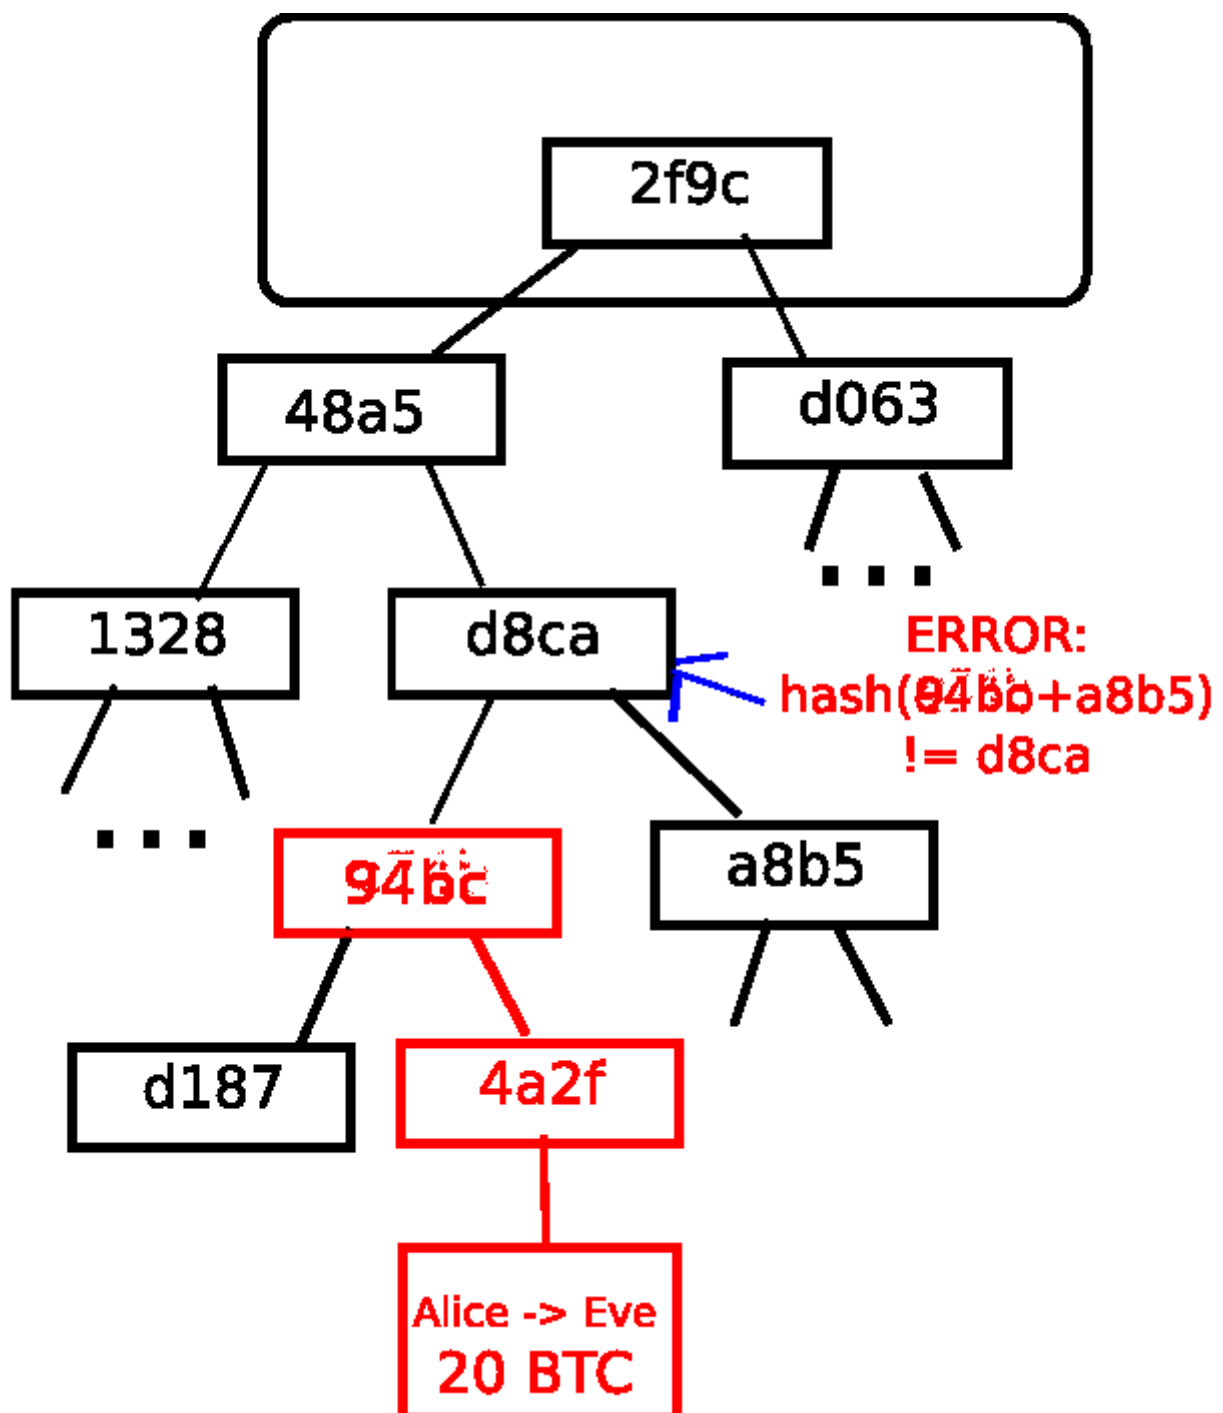 2f9c
48a5
d063
...
1328
d8ca
ERROR:
hash( +a8b5)
!= d8ca
...
a8b5
d187
4a2f
Alice -> Eve
20 BTC